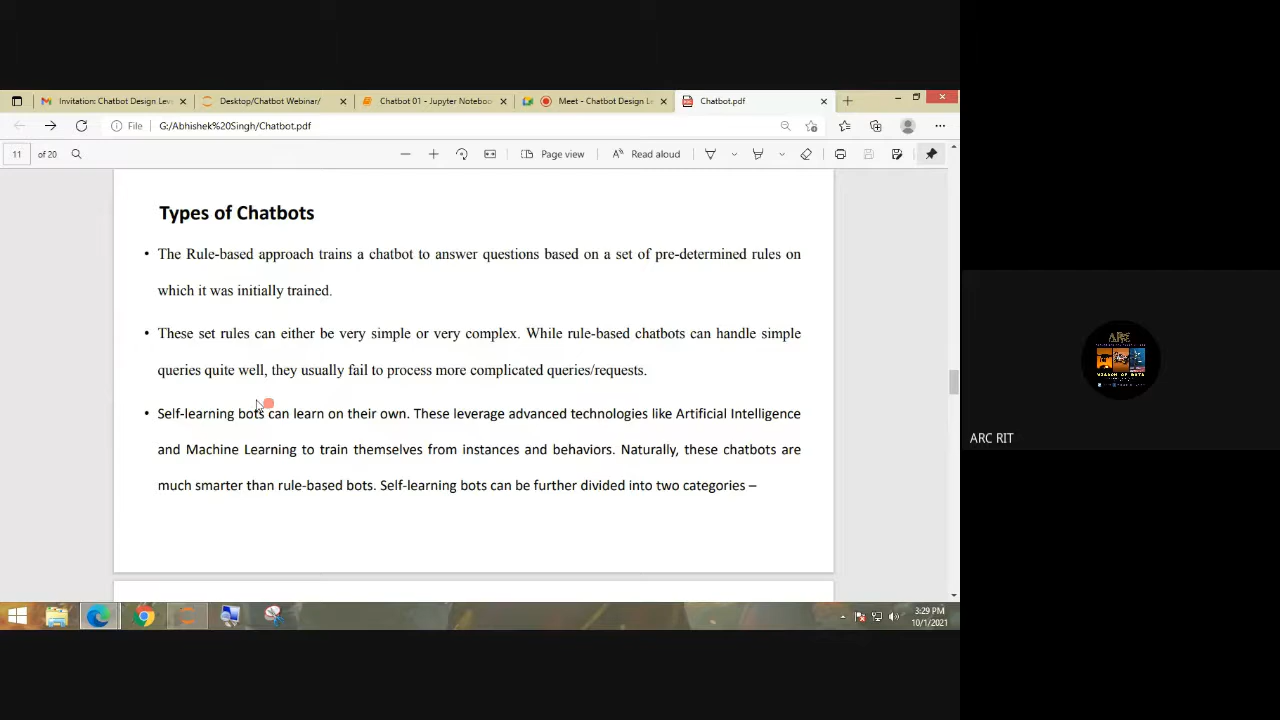 Invitation: Chatbot Design Lev
Desktop/Chatbot Webinar/
Chatbot 01 - Jupyter Noteboo
Meet - Chatbot Design Le
Chatbot.pdf
File G:/Abhishek%20Singh/Chatbot.pdf
11 of 20
Page view
Read aloud
Types of Chatbots
• The Rule-based approach trains a chatbot to answer questions based on a set of pre-determined rules on
which it was initially trained.
• These set rules can either be very simple or very complex. While rule-based chatbots can handle simple
queries quite well, they usually fail to process more complicated queries/requests.
• Self-learning bots can learn on their own. These leverage advanced technologies like Artificial Intelligence
and Machine Learning to train themselves from instances and behaviors. Naturally, these chatbots are
much smarter than rule-based bots. Self-learning bots can be further divided into two categories –
ARC RIT
3:29 PM
10/1/2021